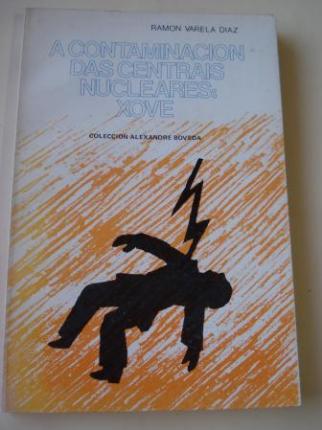 RAMON VARELA DIAZ
A CONTAMINACION
DAS CENTRAIS
NUCLEARES:
XOVE
COLECCION ALEXANDRE BOVEDA